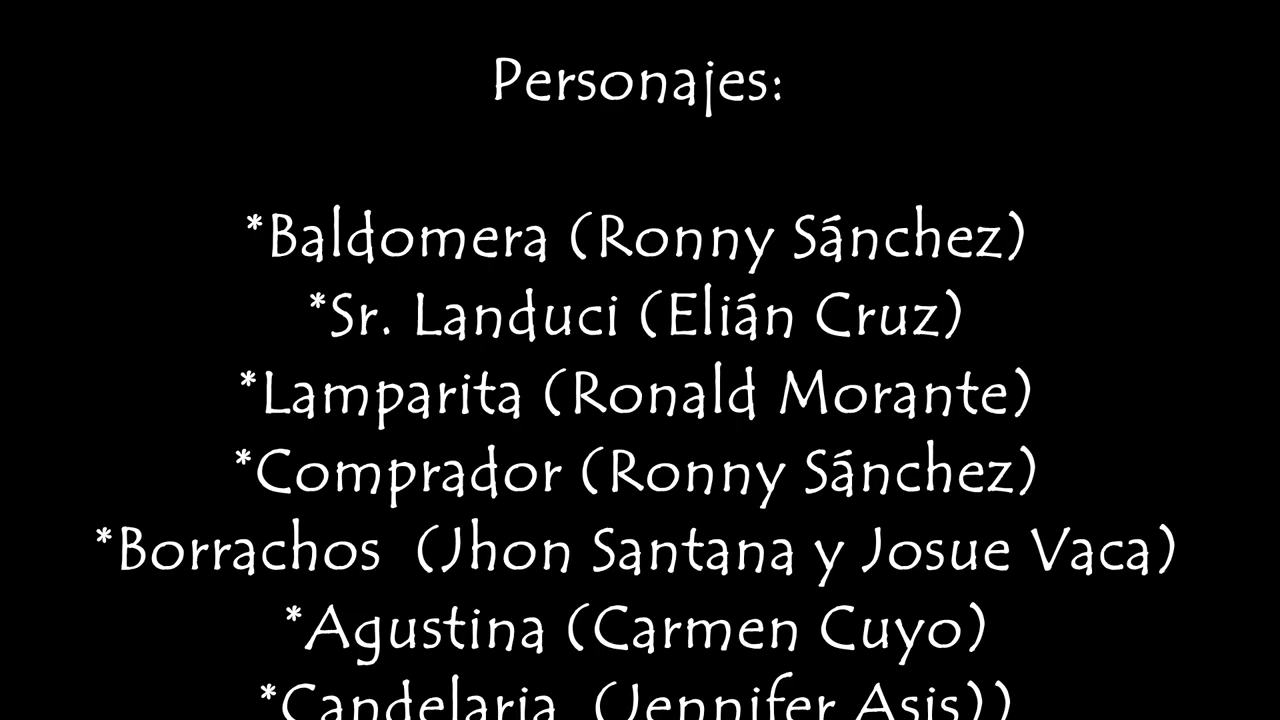 Personajes:
*Baldomera (Ronny Sánchez)
*Sr. Landuci (Elián Cruz)
*Lamparita (Ronald Morante)
*Comprador (Ronny Sánchez)
*Borrachos  (Jhon Santana y Josue Vaca)
*Agustina (Carmen Cuyo)
*Candelaria  (Jennifer Asis))